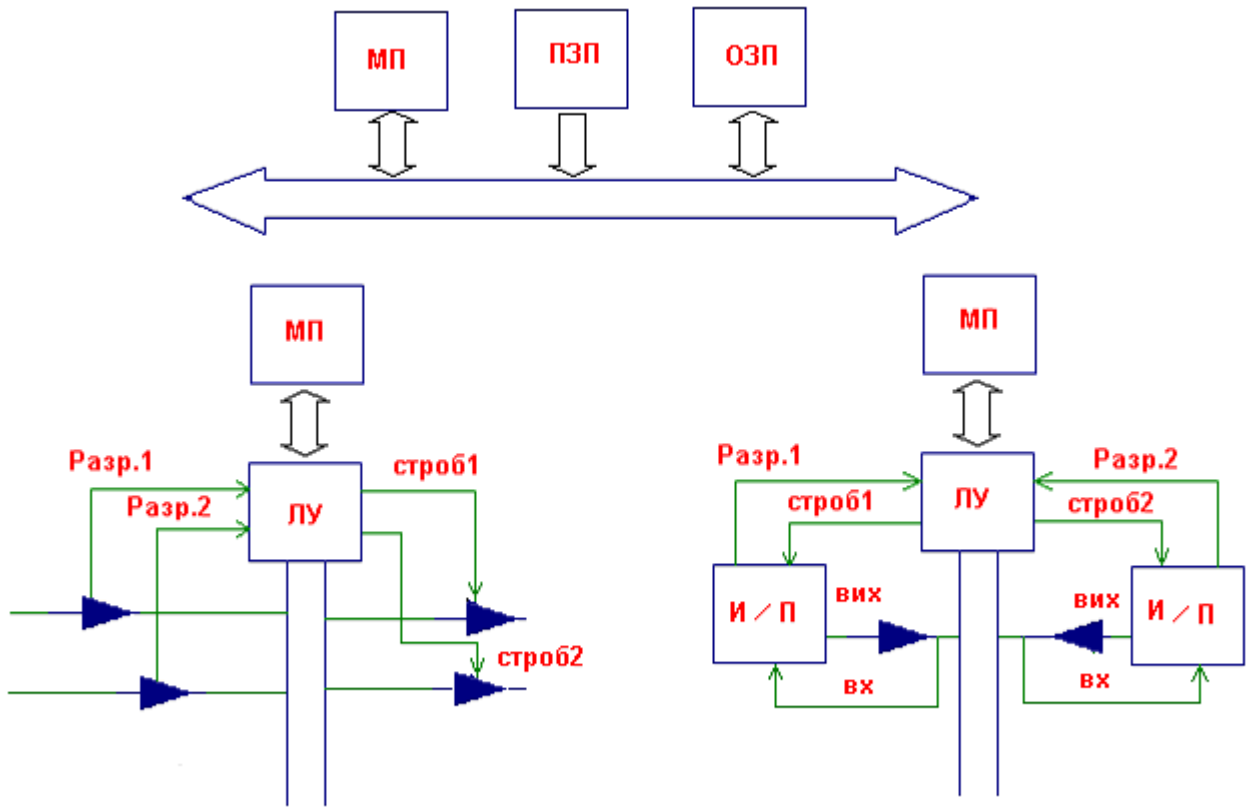 МП
ПЗП
ОЗП
МП
Разр.1
строб1
Разр.2
ЛУ
строб2
МП
Разр.1
Разр.2
строб1
ЛУ
строб2
И / П
вих
вих
И / П
вх
вх